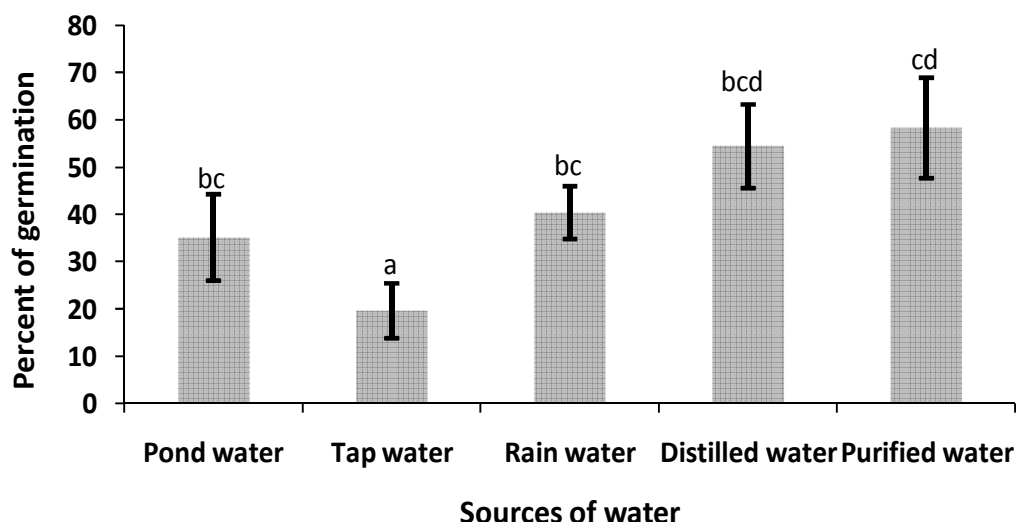 80
70
60
50
40
30
20
10
0
Percent of germination
bc
a
bc
bcd
cd
Pond water
Tap water
Rain water
Distilled water
Purified water
Sources of water